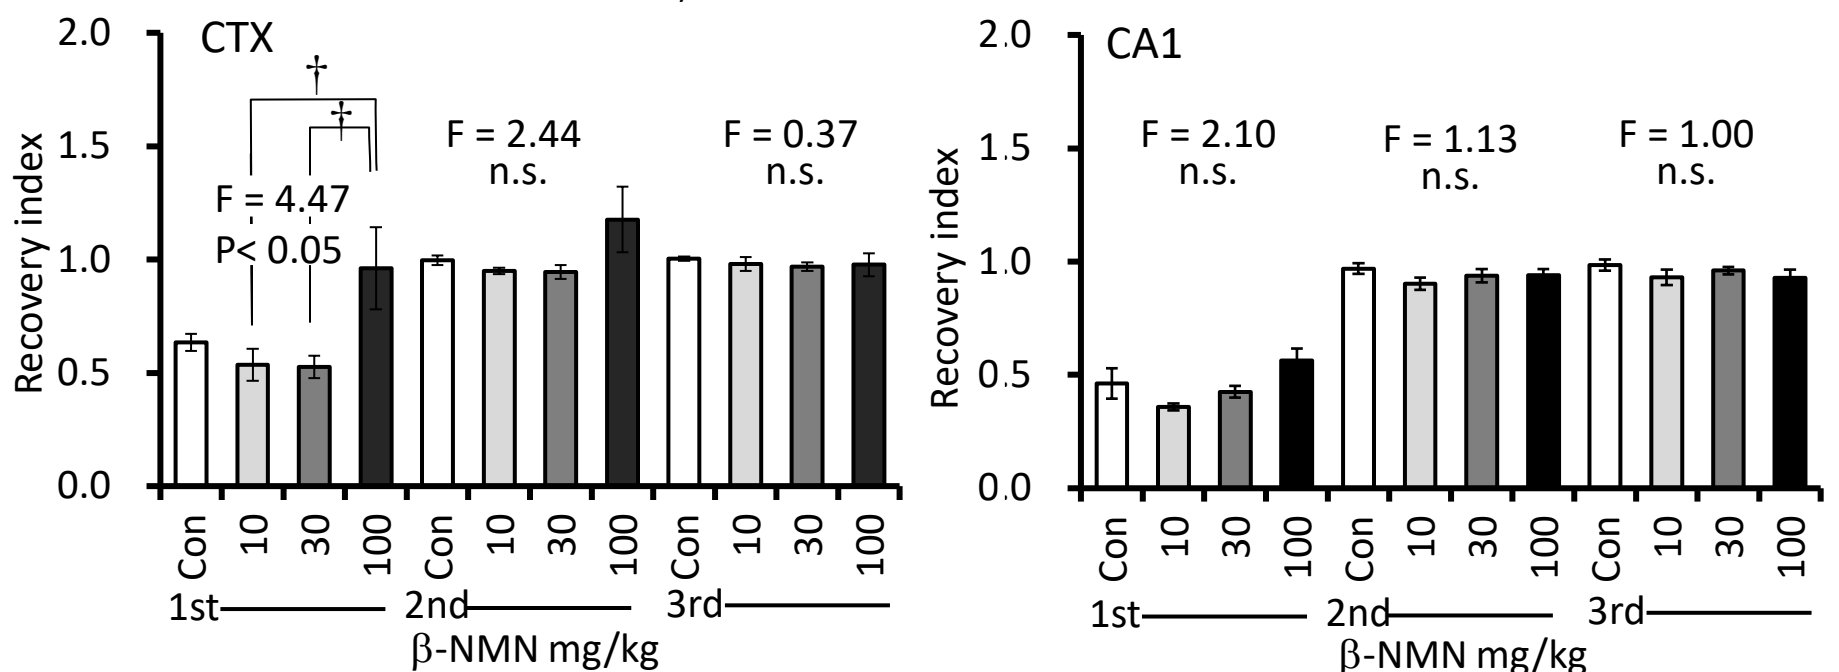 CTX
2.0
1.5
1.0
0.5
0.0
Recovery index
†
‡
F = 4.47
P< 0.05
F = 2.44
n.s.
F = 0.37
n.s.
Con 10 30 100 Con 10 30 100 Con 10 30 100
1st 2nd 3rd
β-NMN mg/kg
CA1
2.0
1.5
1.0
0.5
0.0
Recovery index
F = 2.10
n.s.
F = 1.13
n.s.
F = 1.00
n.s.
Con 10 30 100 Con 10 30 100 Con 10 30 100
1st 2nd 3rd
β-NMN mg/kg